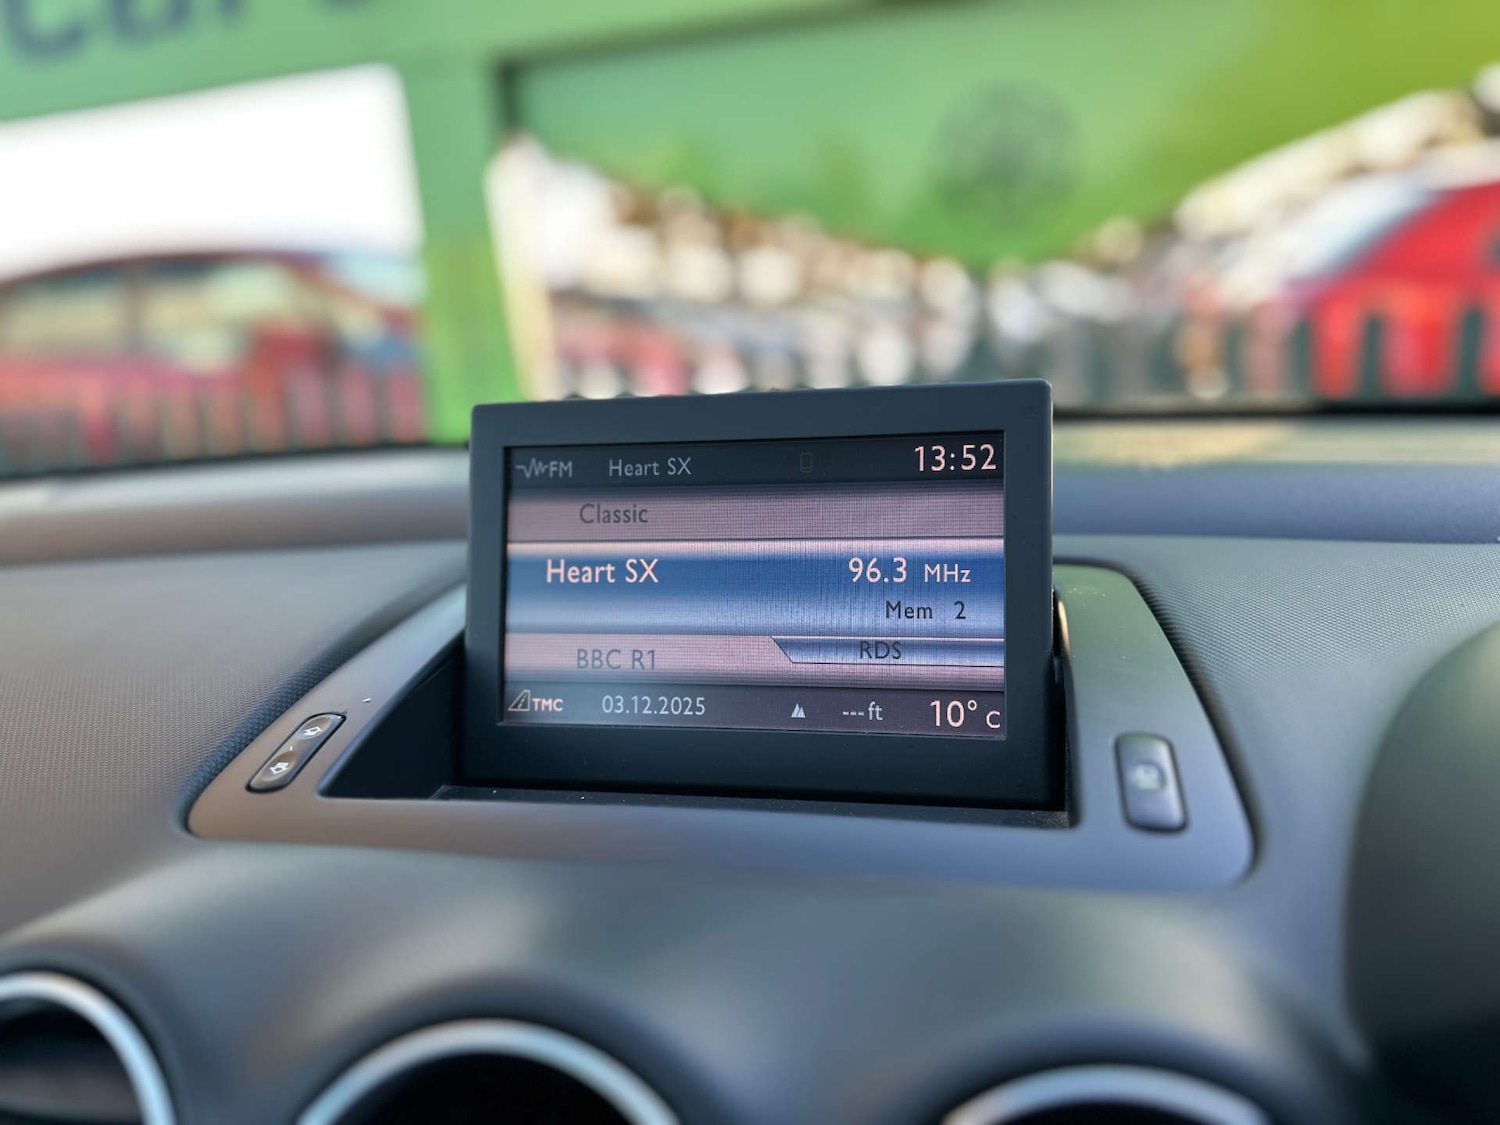 FM Heart SX 13:52
Classic
Heart SX 96.3 MHz
Mem 2
BBC R1 RDS
TMC 03.12.2025 ---ft 10° C